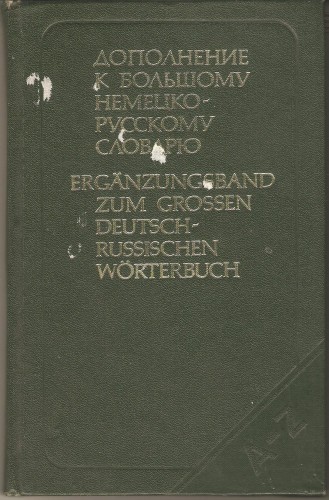 ДОПОЛНЕНИЕ
К БОЛЬШОМУ
НЕМЕЦКО-
РУССКОМУ
СЛОВАРЮ
ERGÄNZUNGSBAND
ZUM GROSSEN
DEUTSCH-
RUSSISCHEN
WÖRTERBUCH
A-Z